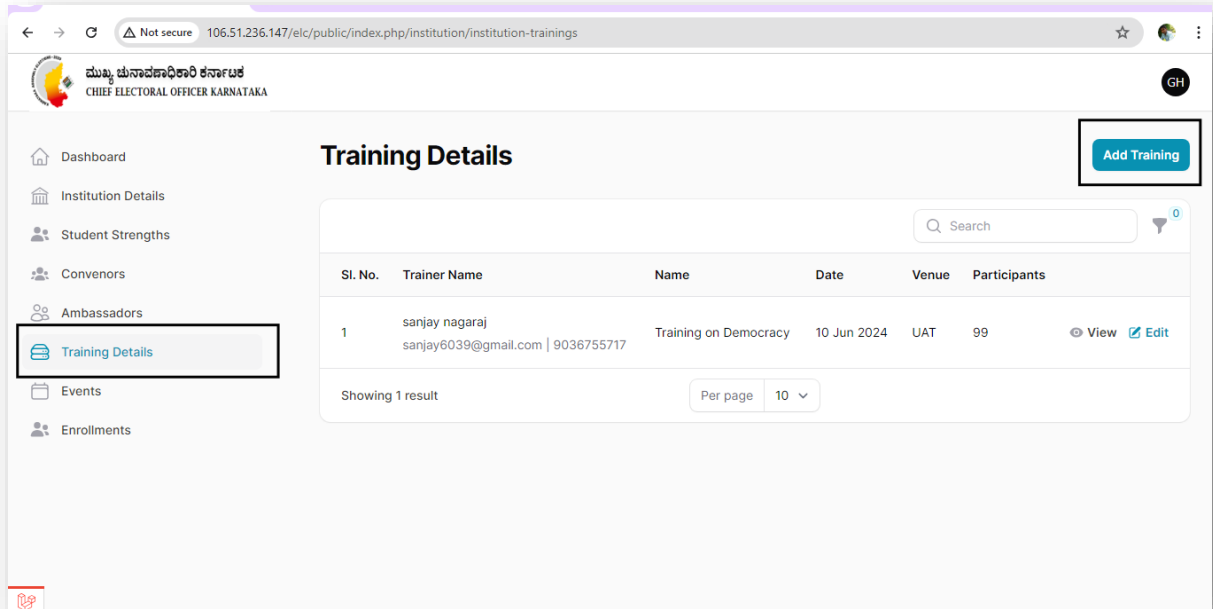 Not secure 106.51.236.147/elc/public/index.php/institution/institution-trainings
ಮುಖ್ಯ ಚುನಾವಣಾಧಿಕಾರಿ ಕರ್ನಾಟಕ
CHIEF ELECTORAL OFFICER KARNATAKA
GH
Dashboard
Institution Details
Student Strengths
Convenors
Ambassadors
Training Details
Events
Enrollments
Training Details
Add Training
Search
0
Sl. No. Trainer Name Name Date Venue Participants
1 sanjay nagaraj Training on Democracy 10 Jun 2024 UAT 99 View Edit
sanjay6039@gmail.com | 9036755717
Showing 1 result Per page 10